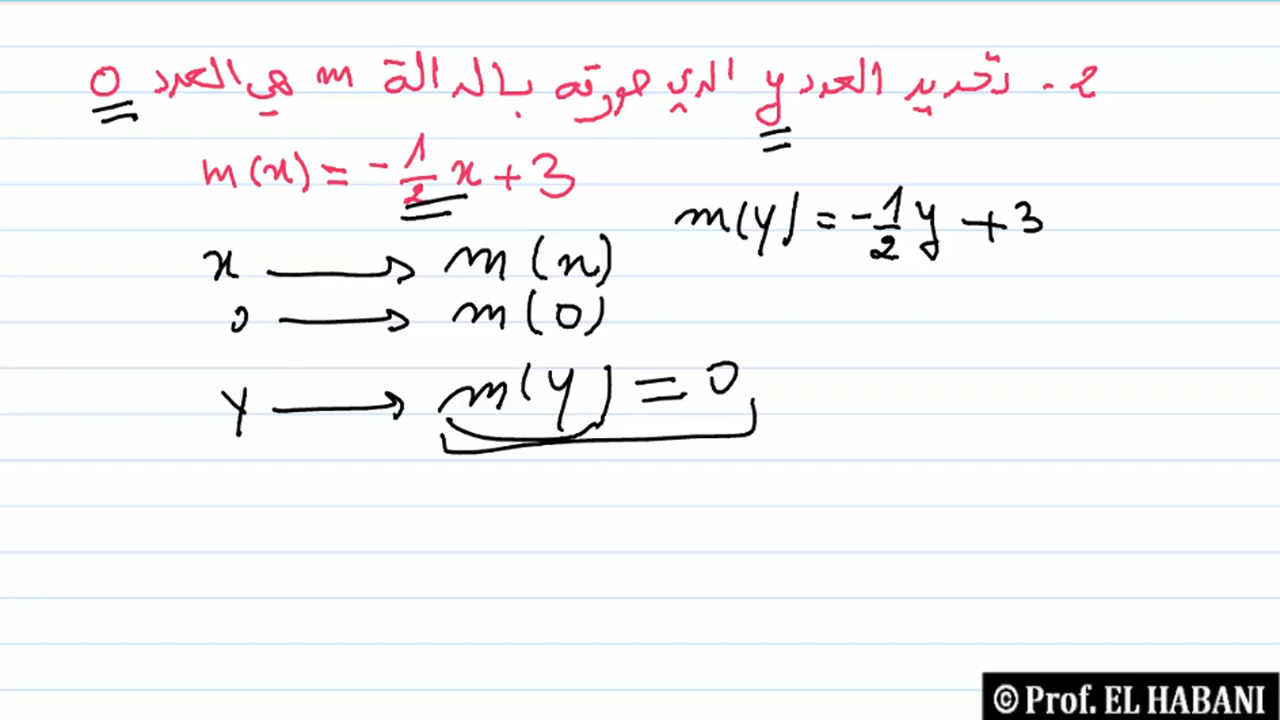 2 - تحديد العدد y الذي صورته بالدالة m هي العدد 0
m(x) = -1/2 x + 3
m(y) = -1/2 y + 3
x → m(x)
0 → m(0)
y → m(y) = 0
© Prof. EL HABANI